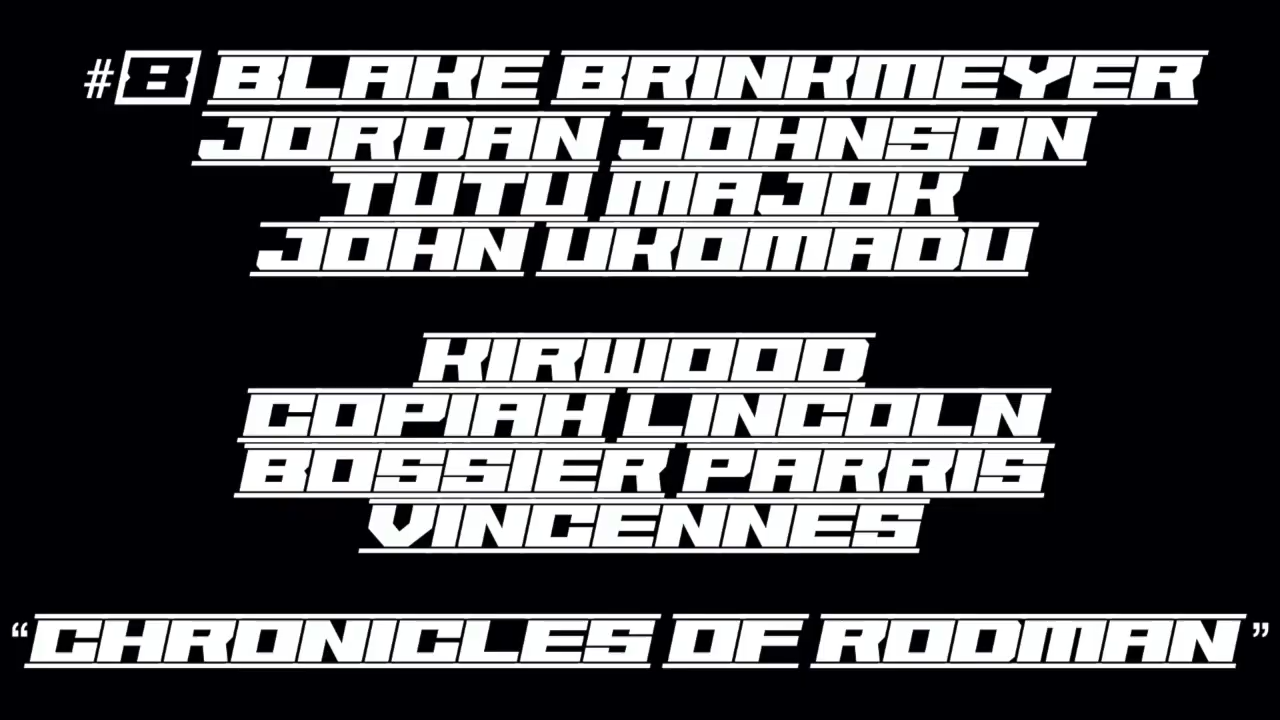 #8 BLAKE BRINKMEYER
JORDAN JOHNSON
TUTU MAJOK
JOHN UKOMADU
KIRWOOD
COPIAH LINCOLN
BOSSIER PARRIS
VINCENNES
“CHRONICLES OF RODMAN”